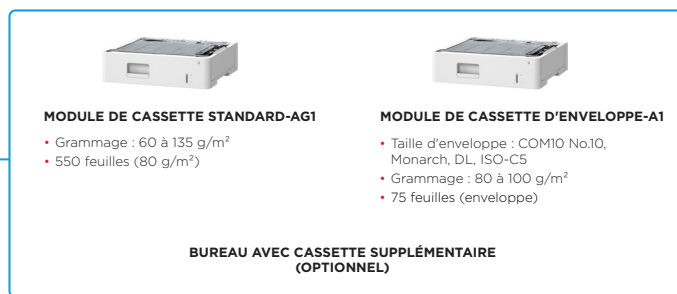 MODULE DE CASSETTE STANDARD-AG1
• Grammage : 60 à 135 g/m²
• 550 feuilles (80 g/m²)
MODULE DE CASSETTE D'ENVELOPPE-A1
• Taille d'enveloppe : COM10 No.10,
Monarch, DL, ISO-C5
• Grammage : 80 à 100 g/m²
• 75 feuilles (enveloppe)
BUREAU AVEC CASSETTE SUPPLÉMENTAIRE
(OPTIONNEL)